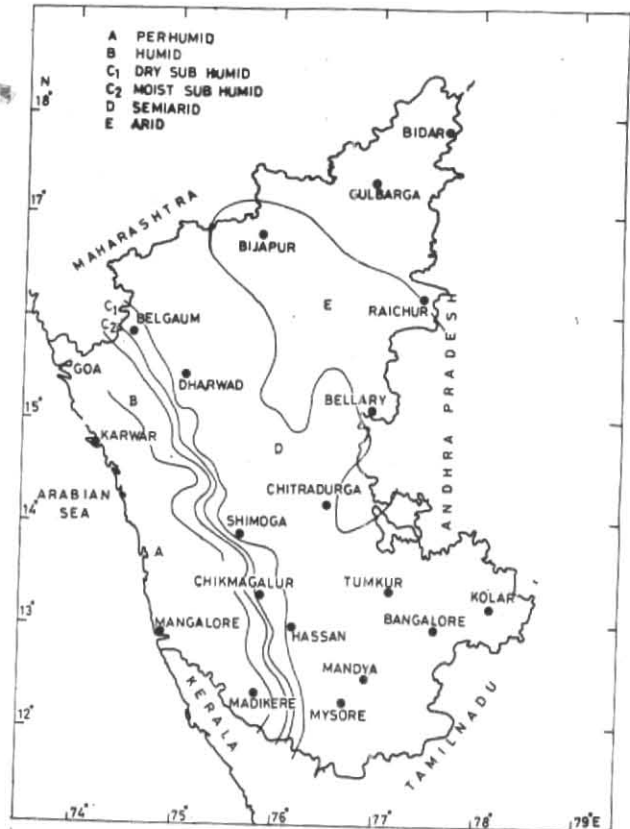 A PERHUMID
B HUMID
C₁ DRY SUB HUMID
C₂ MOIST SUB HUMID
D SEMIARID
E ARID
N
18°
BIDAR
GULBARGA
17°
MAHARASHTRA
BIJAPUR
E
RAICHUR
C₁
C₂
BELGAUM
GOA
DHARWAD
B
BELLARY
15°
KARWAR
D
ANDHRA PRADESH
ARABIAN
SEA
CHITRADURGA
14°
SHIMOGA
A
CHIKMAGALUR
TUMKUR
KOLAR
13°
MANGALORE
HASSAN
BANGALORE
MANDYA
KERALA
MADIKERE
MYSORE
12°
TAMILNADU
74°
75°
76°
77°
78°
79°E